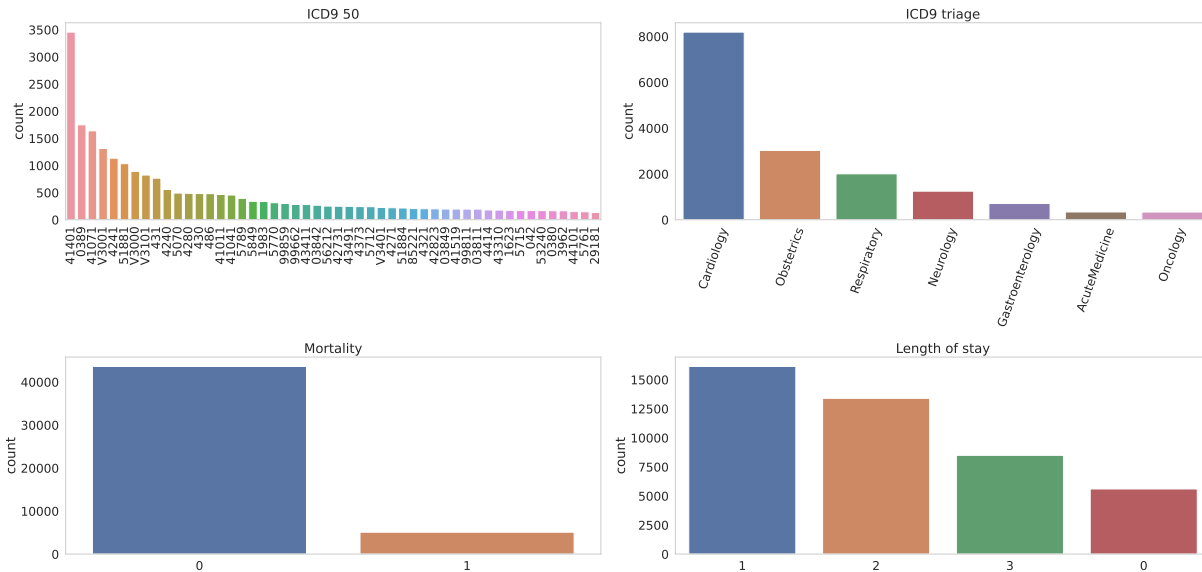 ICD9 50
count
3500
3000
2500
2000
1500
1000
500
0
41401 0389 41071 V3001 4241 51881 V3000 V3101 431 4240 5070 4280 430 486 41011 41041 5789 5849 1983 5770 99859 99662 43411 03842 56212 42731 43491 4373 5712 V3401 4271 51884 85221 4321 42823 03849 41519 99811 03811 4414 43310 1623 5715 042 53240 0380 3962 44101 5761 29181
ICD9 triage
count
8000
6000
4000
2000
0
Cardiology Obstetrics Respiratory Neurology Gastroenterology AcuteMedicine Oncology
Mortality
count
40000
30000
20000
10000
0
0 1
Length of stay
count
15000
12500
10000
7500
5000
2500
0
1 2 3 0